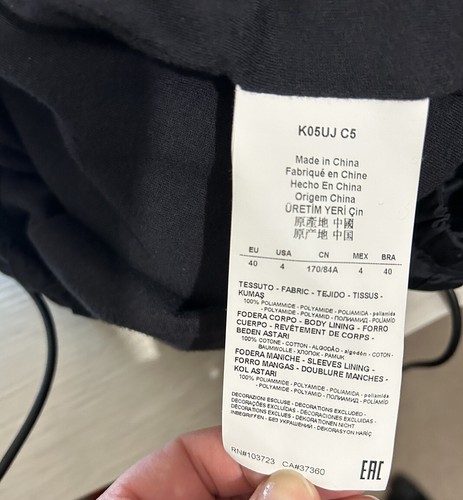 K05UJ C5
Made in China
Fabriqué en Chine
Hecho En China
Origem China
ÜRETİM YERİ Çin
原產地 中國
原产地 中国
EU USA CN MEX BRA
40 4 170/84A 4 40
TESSUTO - FABRIC - TEJIDO - TISSUS -
KUMAŞ
100% POLIAMMIDE - POLYAMIDE - POLIAMIDA - poliamida
- POLYAMIDE - POLYAMID - ПОЛИАМИД - POLİAMİD
FODERA CORPO - BODY LINING - FORRO
CUERPO - REVÊTEMENT DE CORPS -
BEDEN ASTARI
100% COTONE - COTTON - ALGODÃO - algodón - COTON -
BAUMWOLLE - ХЛОПОК - PAMUK
FODERA MANICHE - SLEEVES LINING -
FORRO MANGAS - DOUBLURE MANCHES -
KOL ASTARI
100% POLIAMMIDE - POLYAMIDE - POLIAMIDA - poliamida
- POLYAMIDE - POLYAMID - ПОЛИАМИД - POLİAMİD
DECORAZIONI ESCLUSE - DECORATIONS EXCLUDED -
DECORAÇÕES EXCLUIDAS - DECORACIONES EXCLUIDAS -
DECORATIONS EXCLUES - DEKORATIONEN NICHT
INBEGRIFFEN - БЕЗ УКРАШЕНИЙ - DEKORASYON HARİÇ
RN#103723 CA#37360
EAC